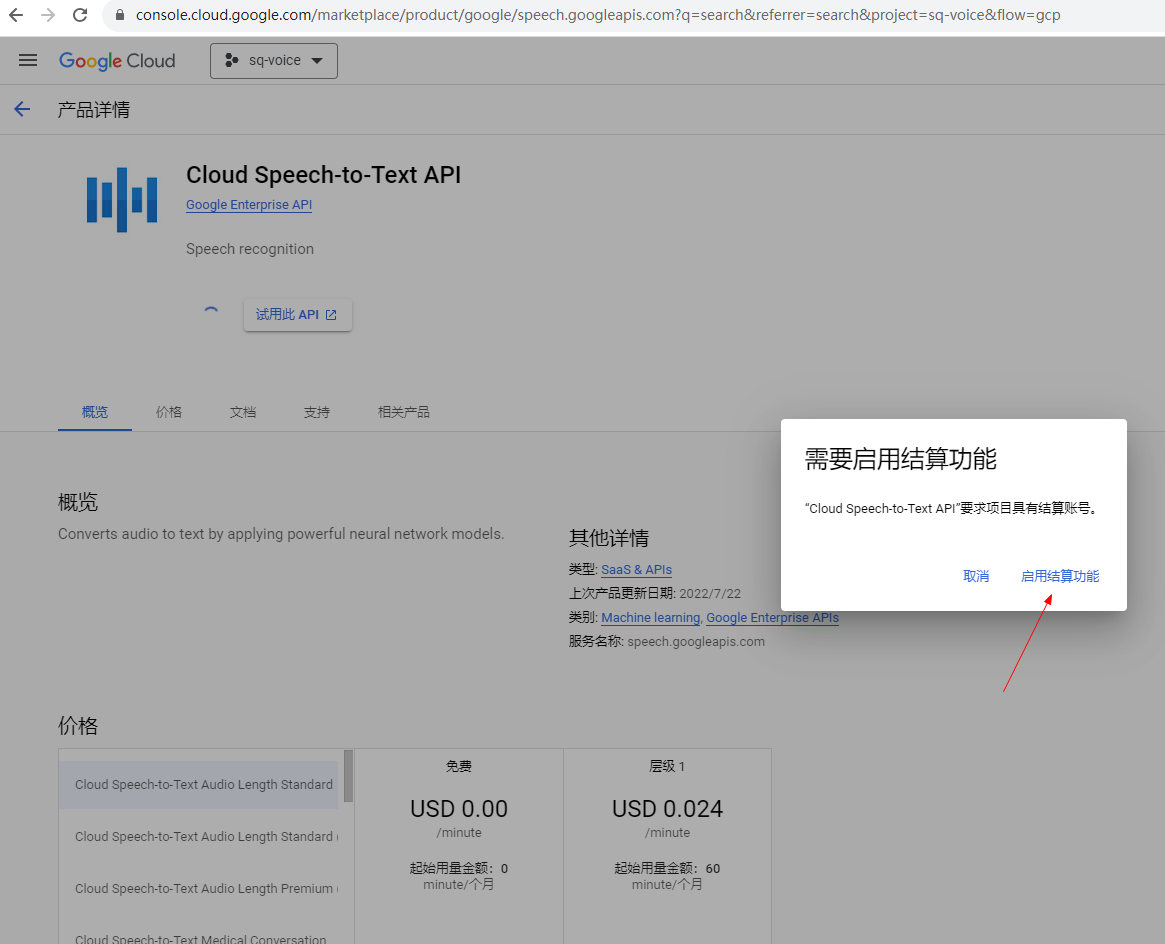 console.cloud.google.com/marketplace/product/google/speech.googleapis.com?q=search&referrer=search&project=sq-voice&flow=gcp
Google Cloud
sq-voice
产品详情
Cloud Speech-to-Text API
Google Enterprise API
Speech recognition
试用此 API
概览
价格
文档
支持
相关产品
需要启用结算功能
“Cloud Speech-to-Text API”要求项目具有结算账号。
取消
启用结算功能
概览
Converts audio to text by applying powerful neural network models.
其他详情
类型: SaaS & APIs
上次产品更新日期: 2022/7/22
类别: Machine learning, Google Enterprise APIs
服务名称: speech.googleapis.com
价格
Cloud Speech-to-Text Audio Length Standard
Cloud Speech-to-Text Audio Length Standard (
Cloud Speech-to-Text Audio Length Premium (
Cloud Speech-to-Text Medical Conversation
免费
USD 0.00
/minute
起始用量金额：0
minute/个月
层级 1
USD 0.024
/minute
起始用量金额：60
minute/个月